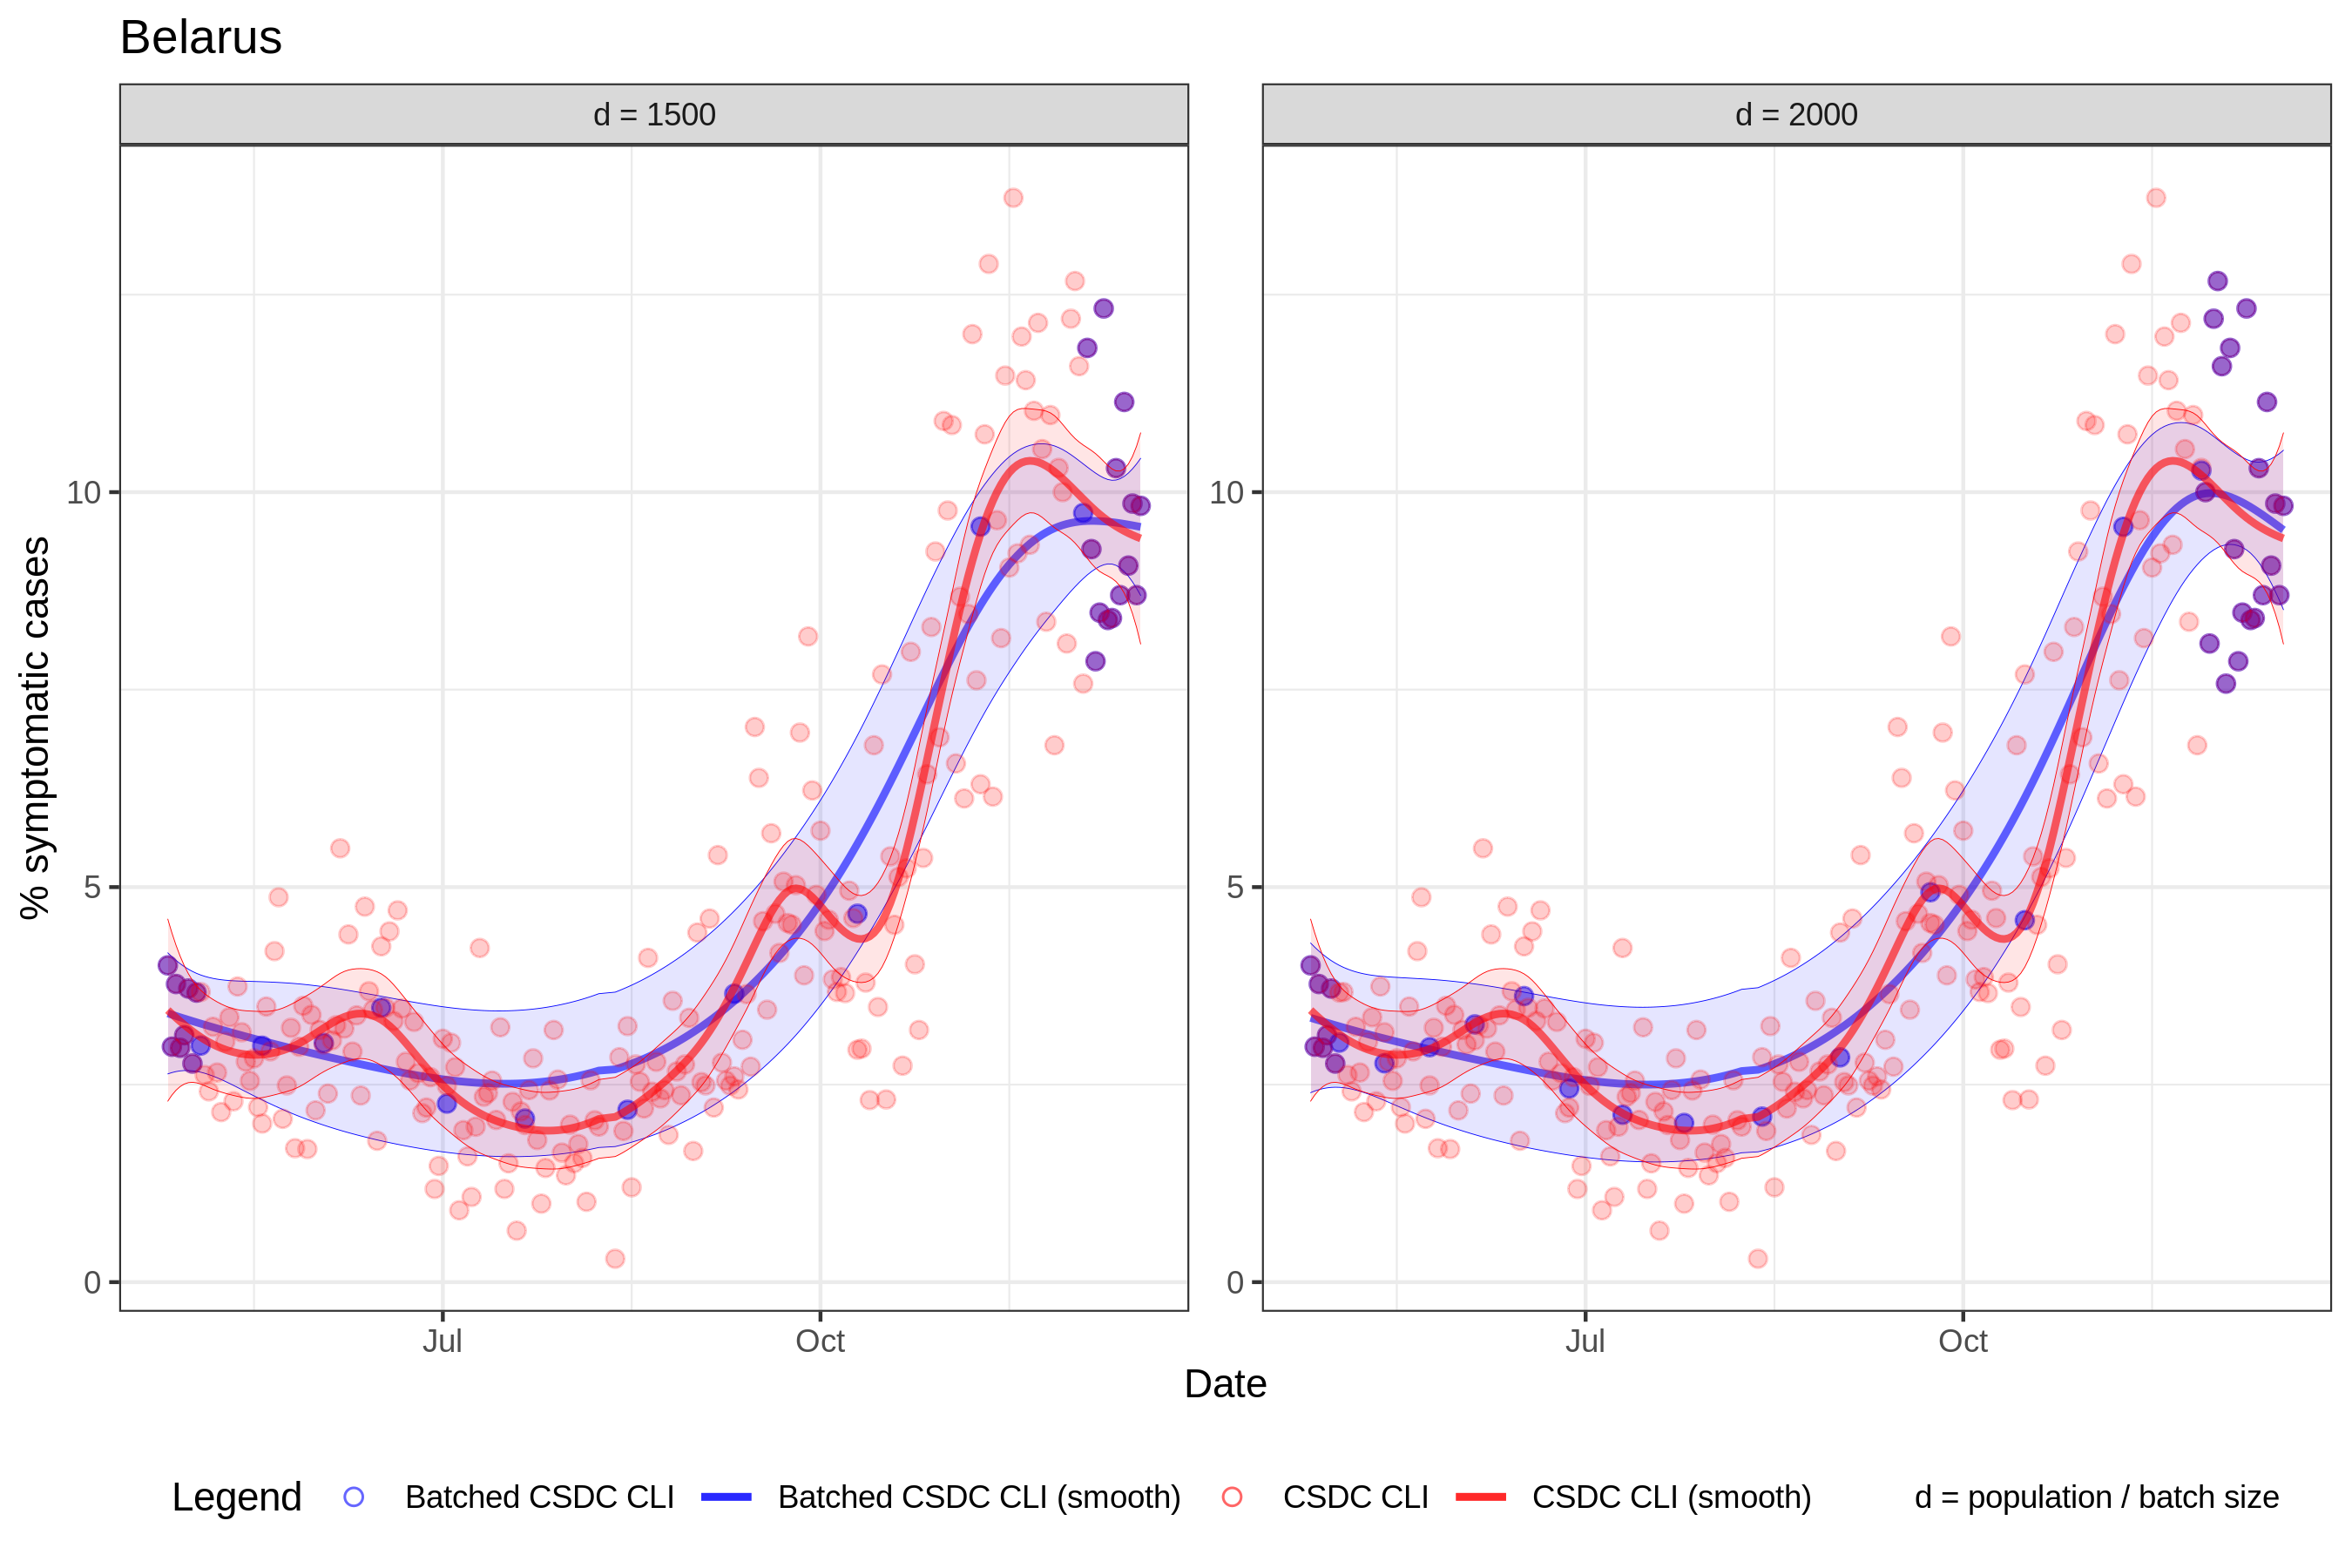 Belarus
d = 1500
d = 2000
% symptomatic cases
10
5
0
10
5
0
Jul
Oct
Jul
Oct
Date
Legend
Batched CSDC CLI
Batched CSDC CLI (smooth)
CSDC CLI
CSDC CLI (smooth)
d = population / batch size